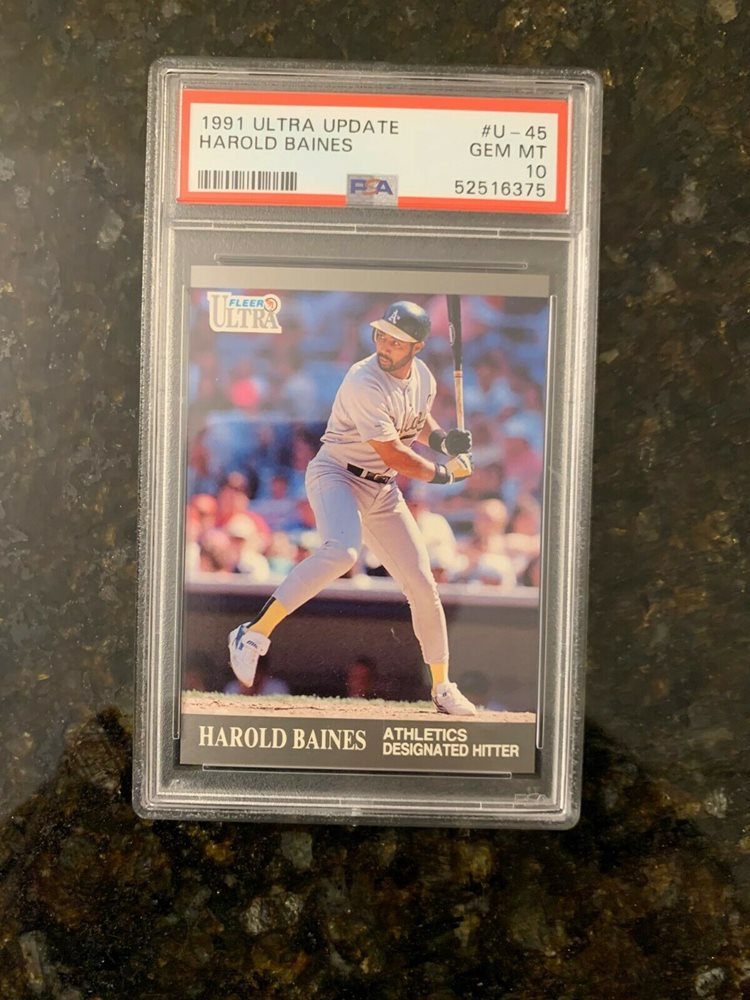 1991 ULTRA UPDATE #U-45
HAROLD BAINES GEM MT
10
PSA 52516375
FLEER
ULTRA
A's
HAROLD BAINES ATHLETICS
DESIGNATED HITTER